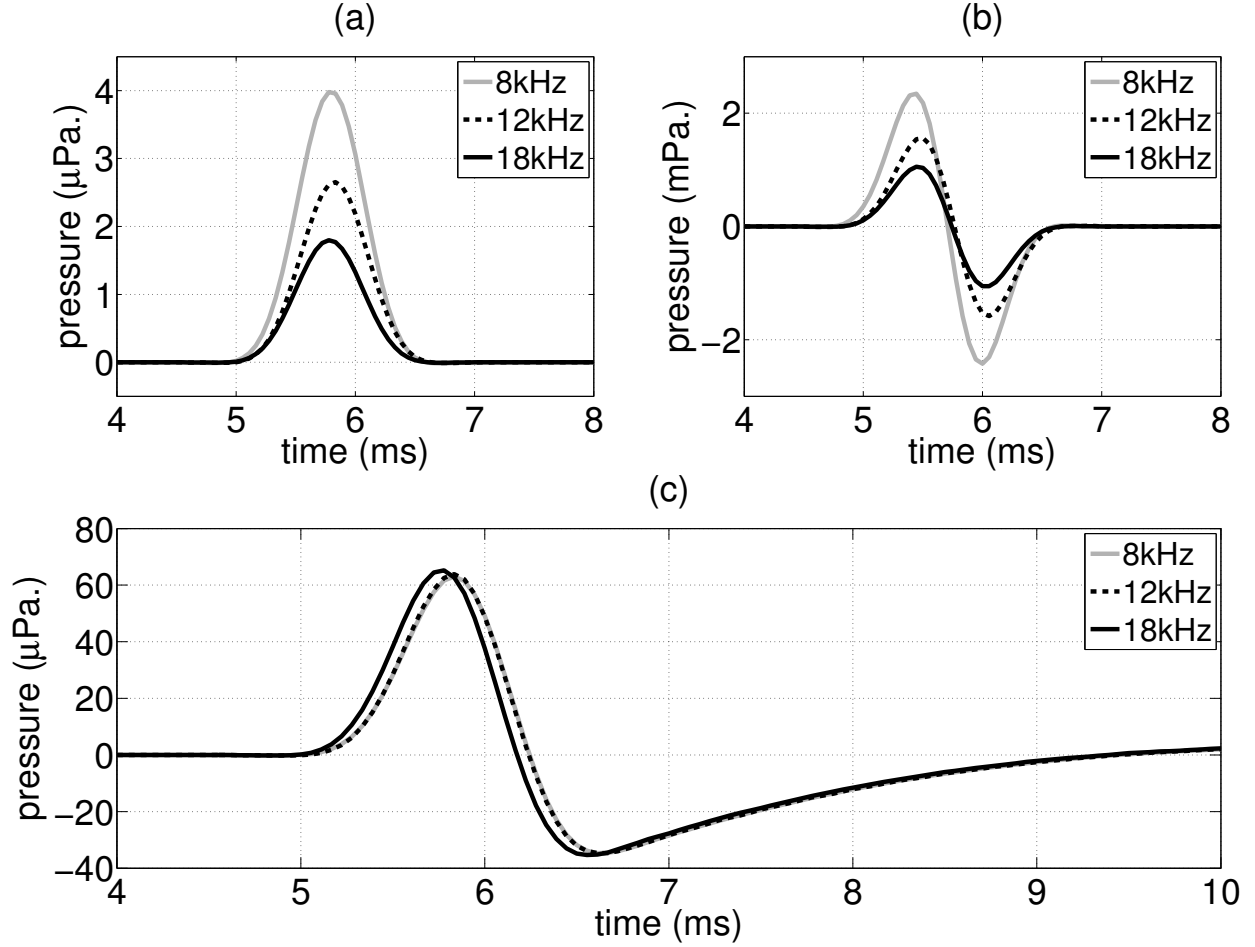 (a)
pressure (μPa.)
4
3
2
1
0
4 5 6 7 8
time (ms)
8kHz
12kHz
18kHz
(b)
pressure (mPa.)
2
0
−2
4 5 6 7 8
time (ms)
8kHz
12kHz
18kHz
(c)
pressure (μPa.)
80
60
40
20
0
−20
−40
4 5 6 7 8 9 10
time (ms)
8kHz
12kHz
18kHz